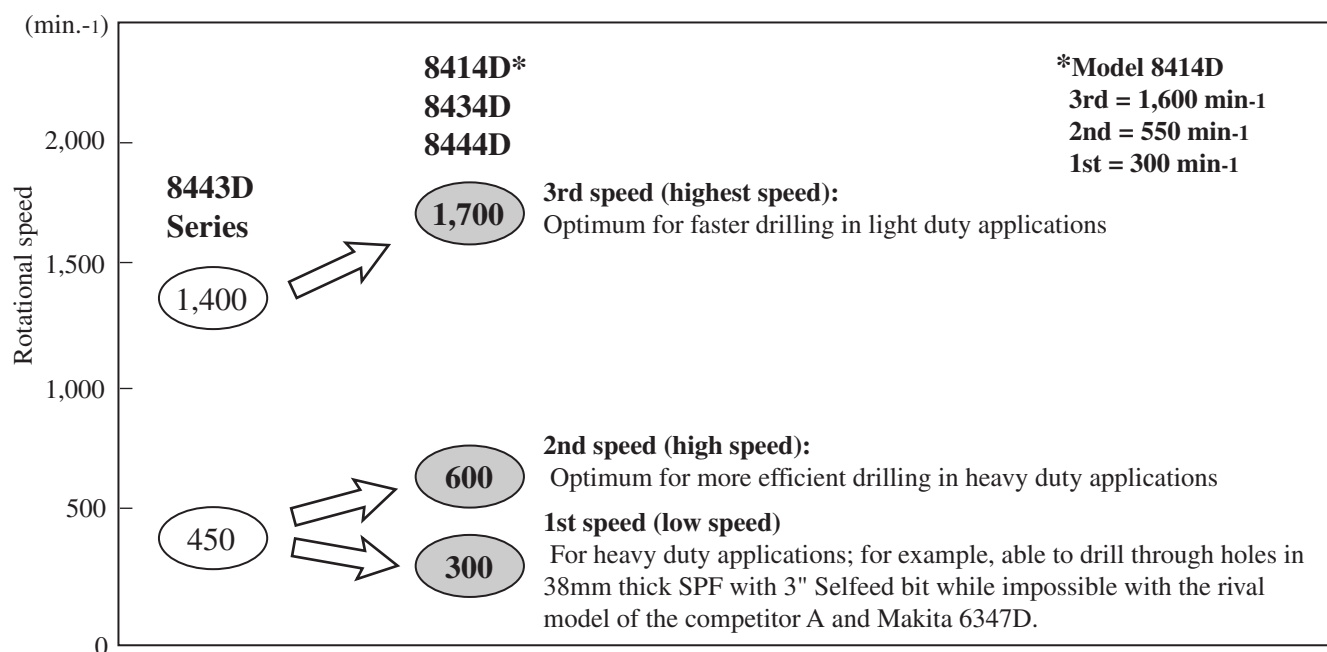 (min.-1)
Rotational speed
2,000
1,500
1,000
500
0
8443D
Series
1,400
450
8414D*
8434D
8444D
1,700
600
300
*Model 8414D
3rd = 1,600 min-1
2nd = 550 min-1
1st = 300 min-1
3rd speed (highest speed):
Optimum for faster drilling in light duty applications
2nd speed (high speed):
Optimum for more efficient drilling in heavy duty applications
1st speed (low speed)
For heavy duty applications; for example, able to drill through holes in
38mm thick SPF with 3" Selfeed bit while impossible with the rival
model of the competitor A and Makita 6347D.